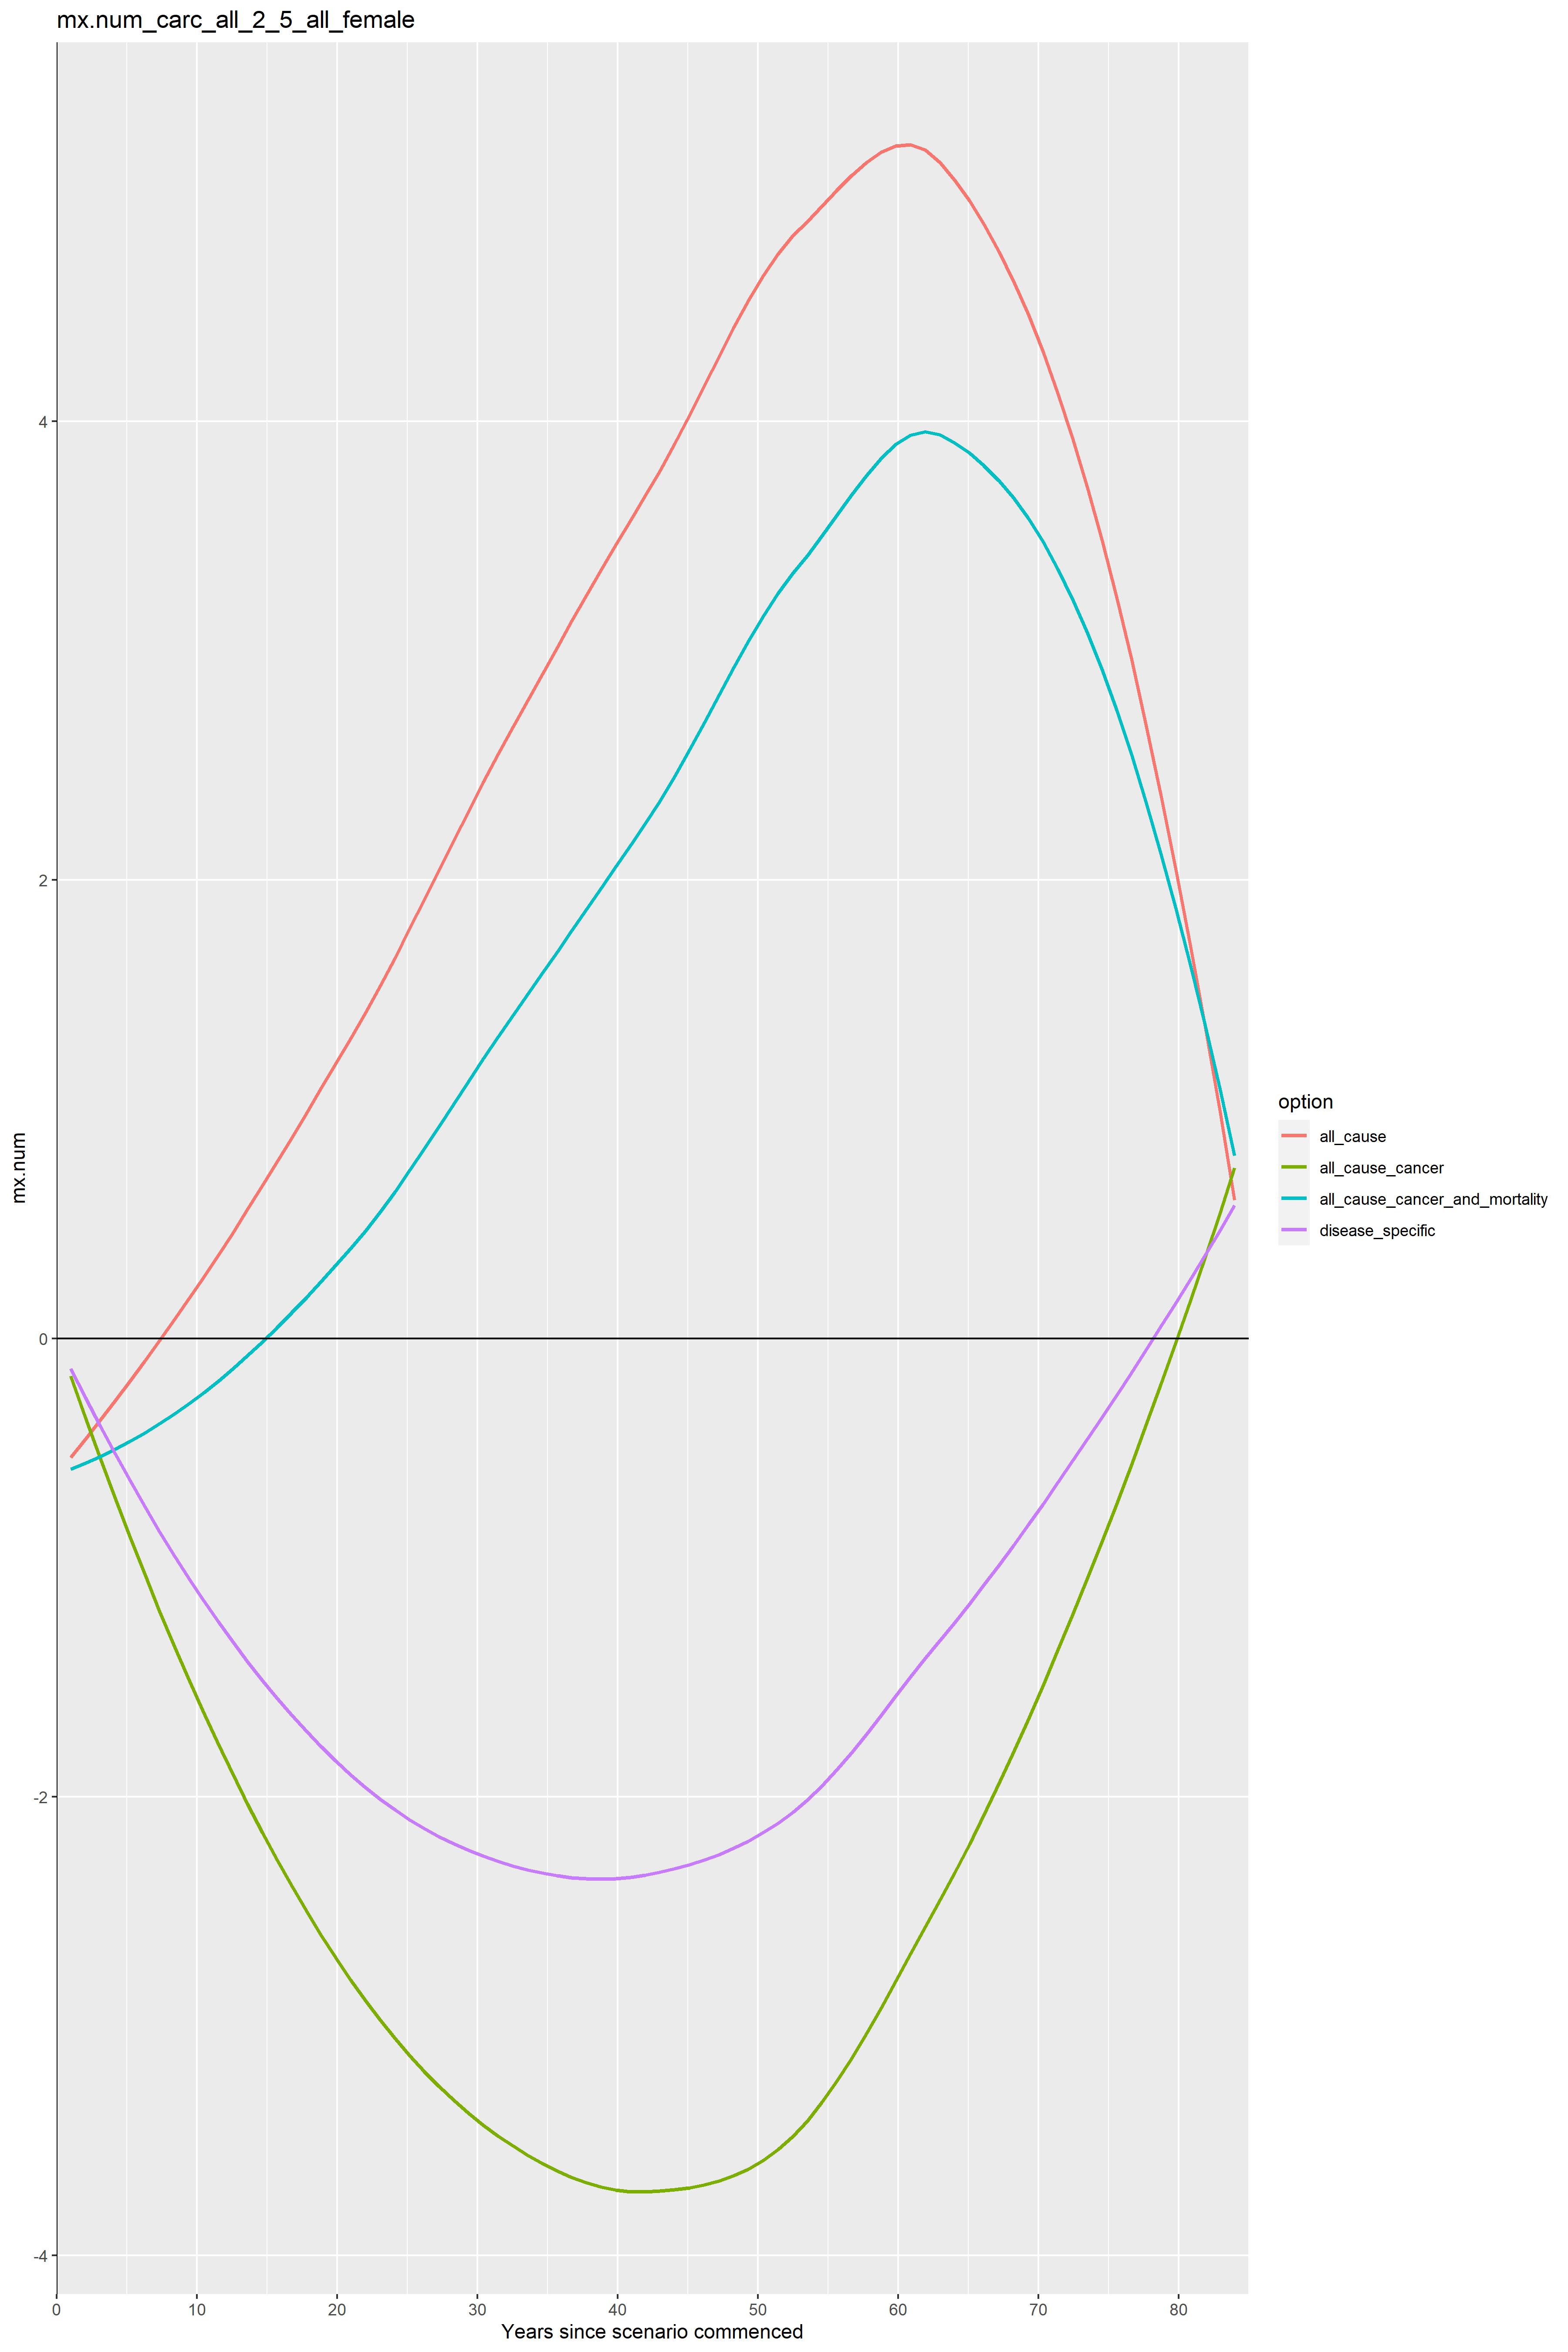 mx.num_carc_all_2_5_all_female
mx.num
4
2
0
-2
-4
0 10 20 30 40 50 60 70 80
Years since scenario commenced
option
all_cause
all_cause_cancer
all_cause_cancer_and_mortality
disease_specific